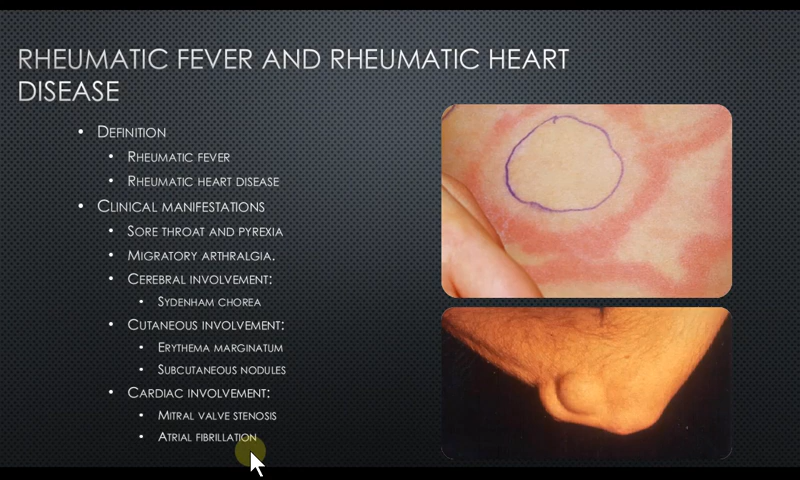 RHEUMATIC FEVER AND RHEUMATIC HEART
DISEASE
• DEFINITION
• RHEUMATIC FEVER
• RHEUMATIC HEART DISEASE
• CLINICAL MANIFESTATIONS
• SORE THROAT AND PYREXIA
• MIGRATORY ARTHRALGIA.
• CEREBRAL INVOLVEMENT:
• SYDENHAM CHOREA
• CUTANEOUS INVOLVEMENT:
• ERYTHEMA MARGINATUM
• SUBCUTANEOUS NODULES
• CARDIAC INVOLVEMENT:
• MITRAL VALVE STENOSIS
• ATRIAL FIBRILLATION